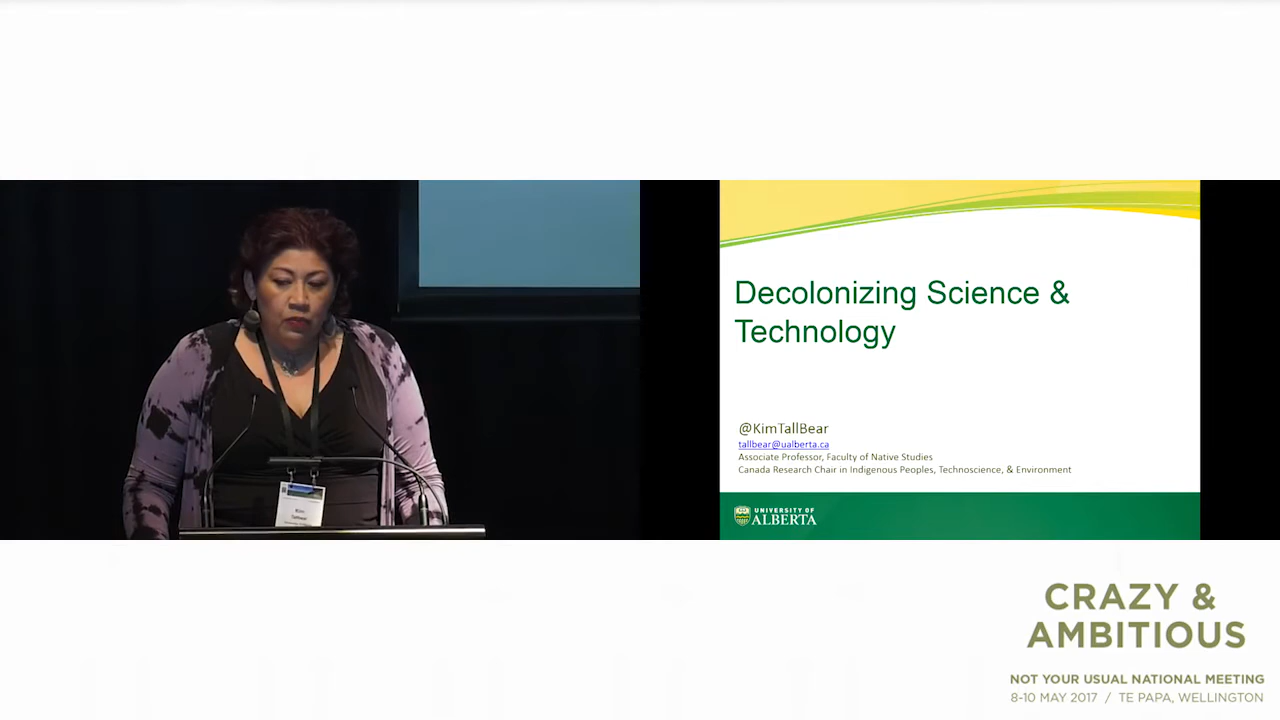 Decolonizing Science &
Technology
@KimTallBear
tallbear@ualberta.ca
Associate Professor, Faculty of Native Studies
Canada Research Chair in Indigenous Peoples, Technoscience, & Environment
UNIVERSITY OF
ALBERTA
Kim
CRAZY &
AMBITIOUS
NOT YOUR USUAL NATIONAL MEETING
8-10 MAY 2017 / TE PAPA, WELLINGTON